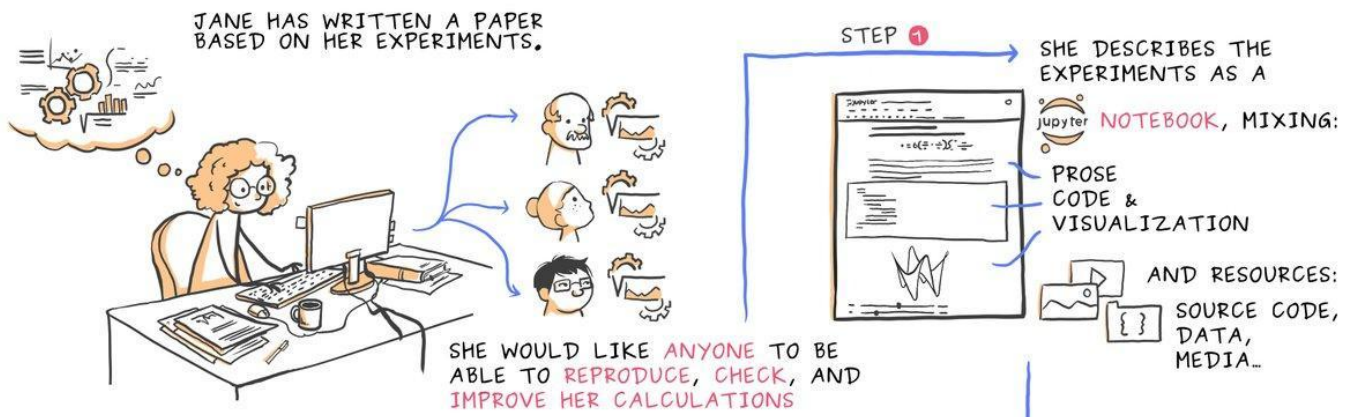 JANE HAS WRITTEN A PAPER
BASED ON HER EXPERIMENTS.
SHE WOULD LIKE ANYONE TO BE
ABLE TO REPRODUCE, CHECK, AND
IMPROVE HER CALCULATIONS
STEP 1
SHE DESCRIBES THE
EXPERIMENTS AS A
jupyter NOTEBOOK, MIXING:
jupyter
PROSE
CODE &
VISUALIZATION
AND RESOURCES:
{ }
SOURCE CODE,
DATA,
MEDIA…